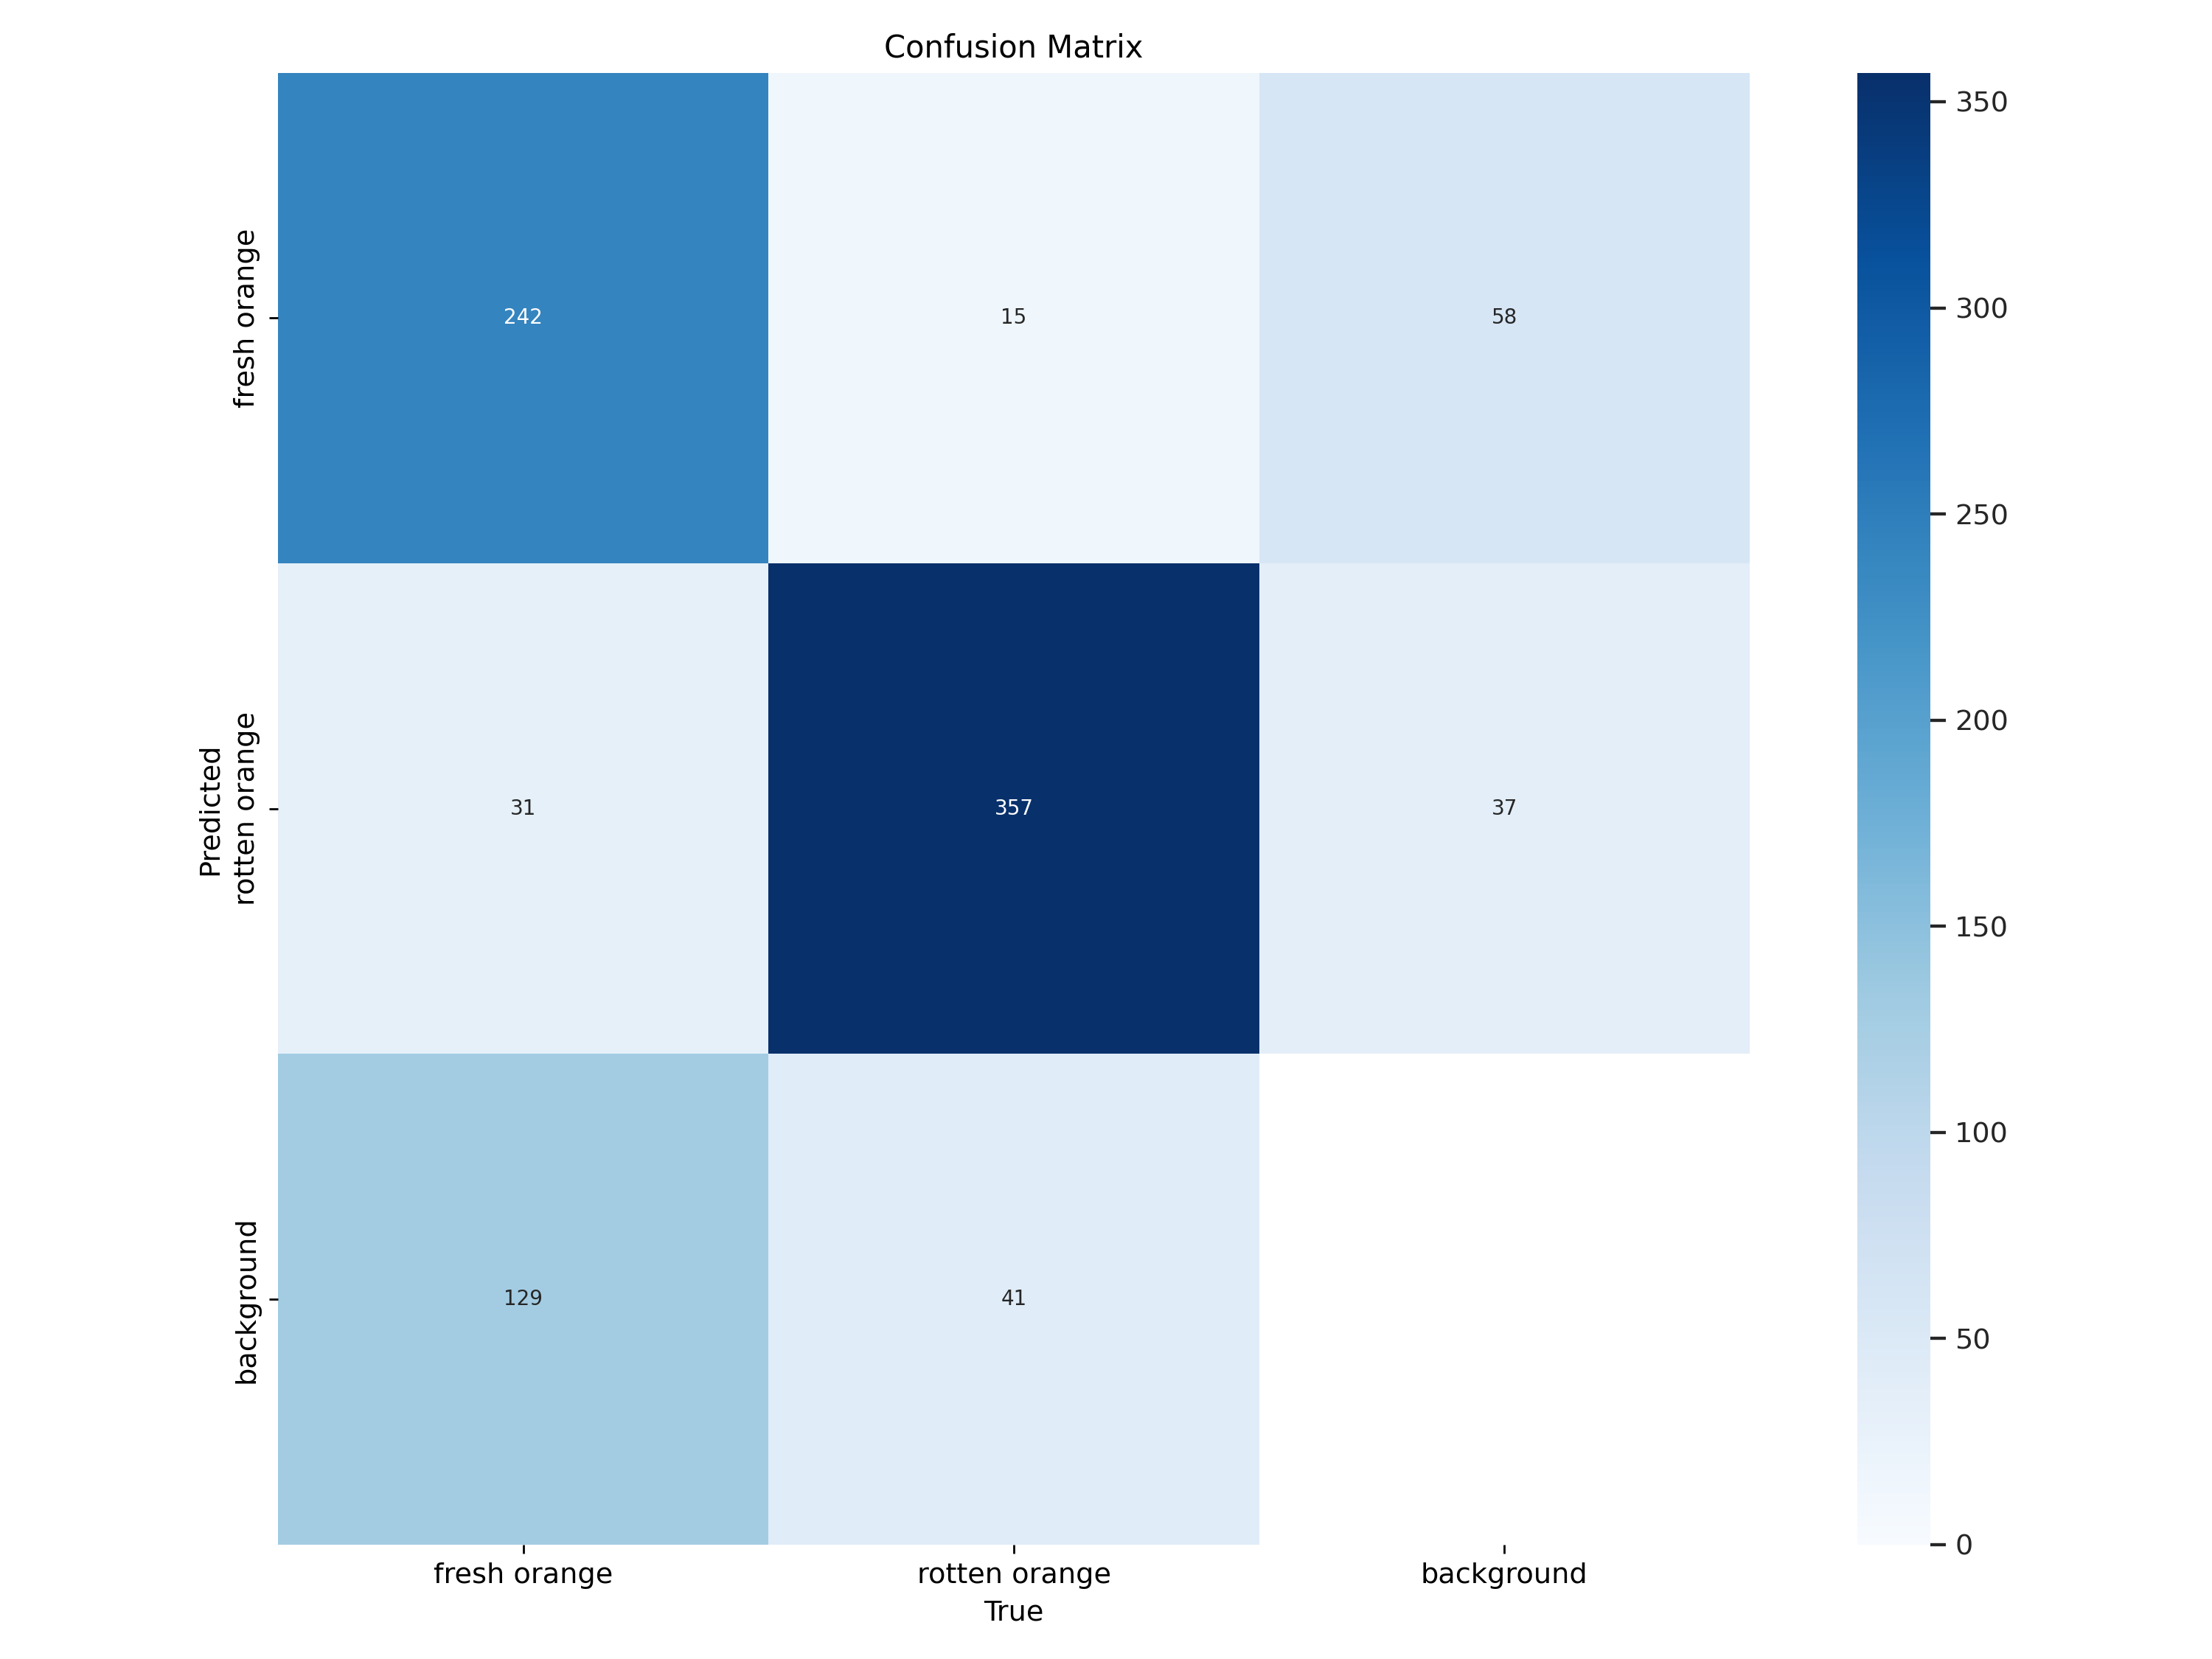 Confusion Matrix
fresh orange
242
15
58
350
300
250
Predicted
rotten orange
31
357
37
200
150
background
129
41
100
50
0
fresh orange
rotten orange
background
True